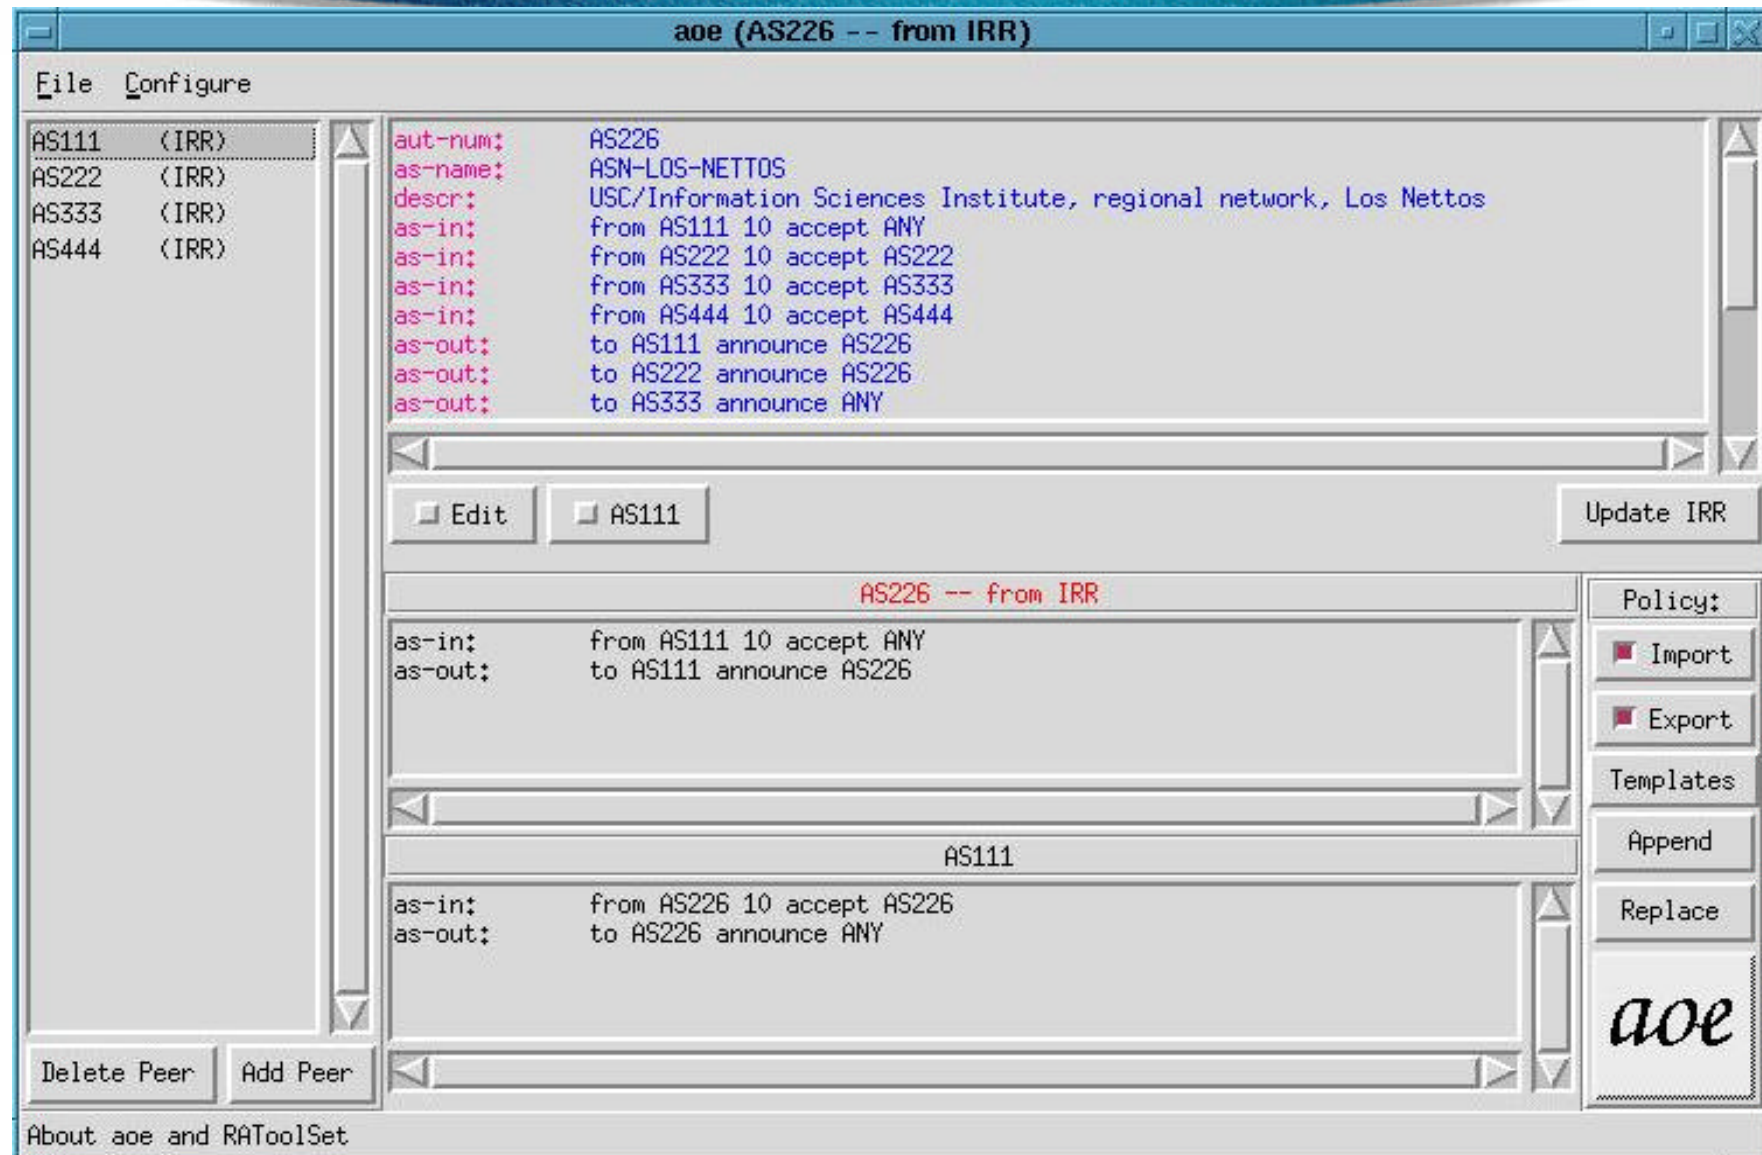 aoe (AS226 -- from IRR)
File Configure
AS111 (IRR)
AS222 (IRR)
AS333 (IRR)
AS444 (IRR)
aut-num: AS226
as-name: ASN-LOS-NETTOS
descr: USC/Information Sciences Institute, regional network, Los Nettos
as-in: from AS111 10 accept ANY
as-in: from AS222 10 accept AS222
as-in: from AS333 10 accept AS333
as-in: from AS444 10 accept AS444
as-out: to AS111 announce AS226
as-out: to AS222 announce AS226
as-out: to AS333 announce ANY
Edit AS111 Update IRR
AS226 -- from IRR
as-in: from AS111 10 accept ANY
as-out: to AS111 announce AS226
AS111
as-in: from AS226 10 accept AS226
as-out: to AS226 announce ANY
Policy:
Import
Export
Templates
Append
Replace
aoe
Delete Peer Add Peer
About aoe and RAToolSet